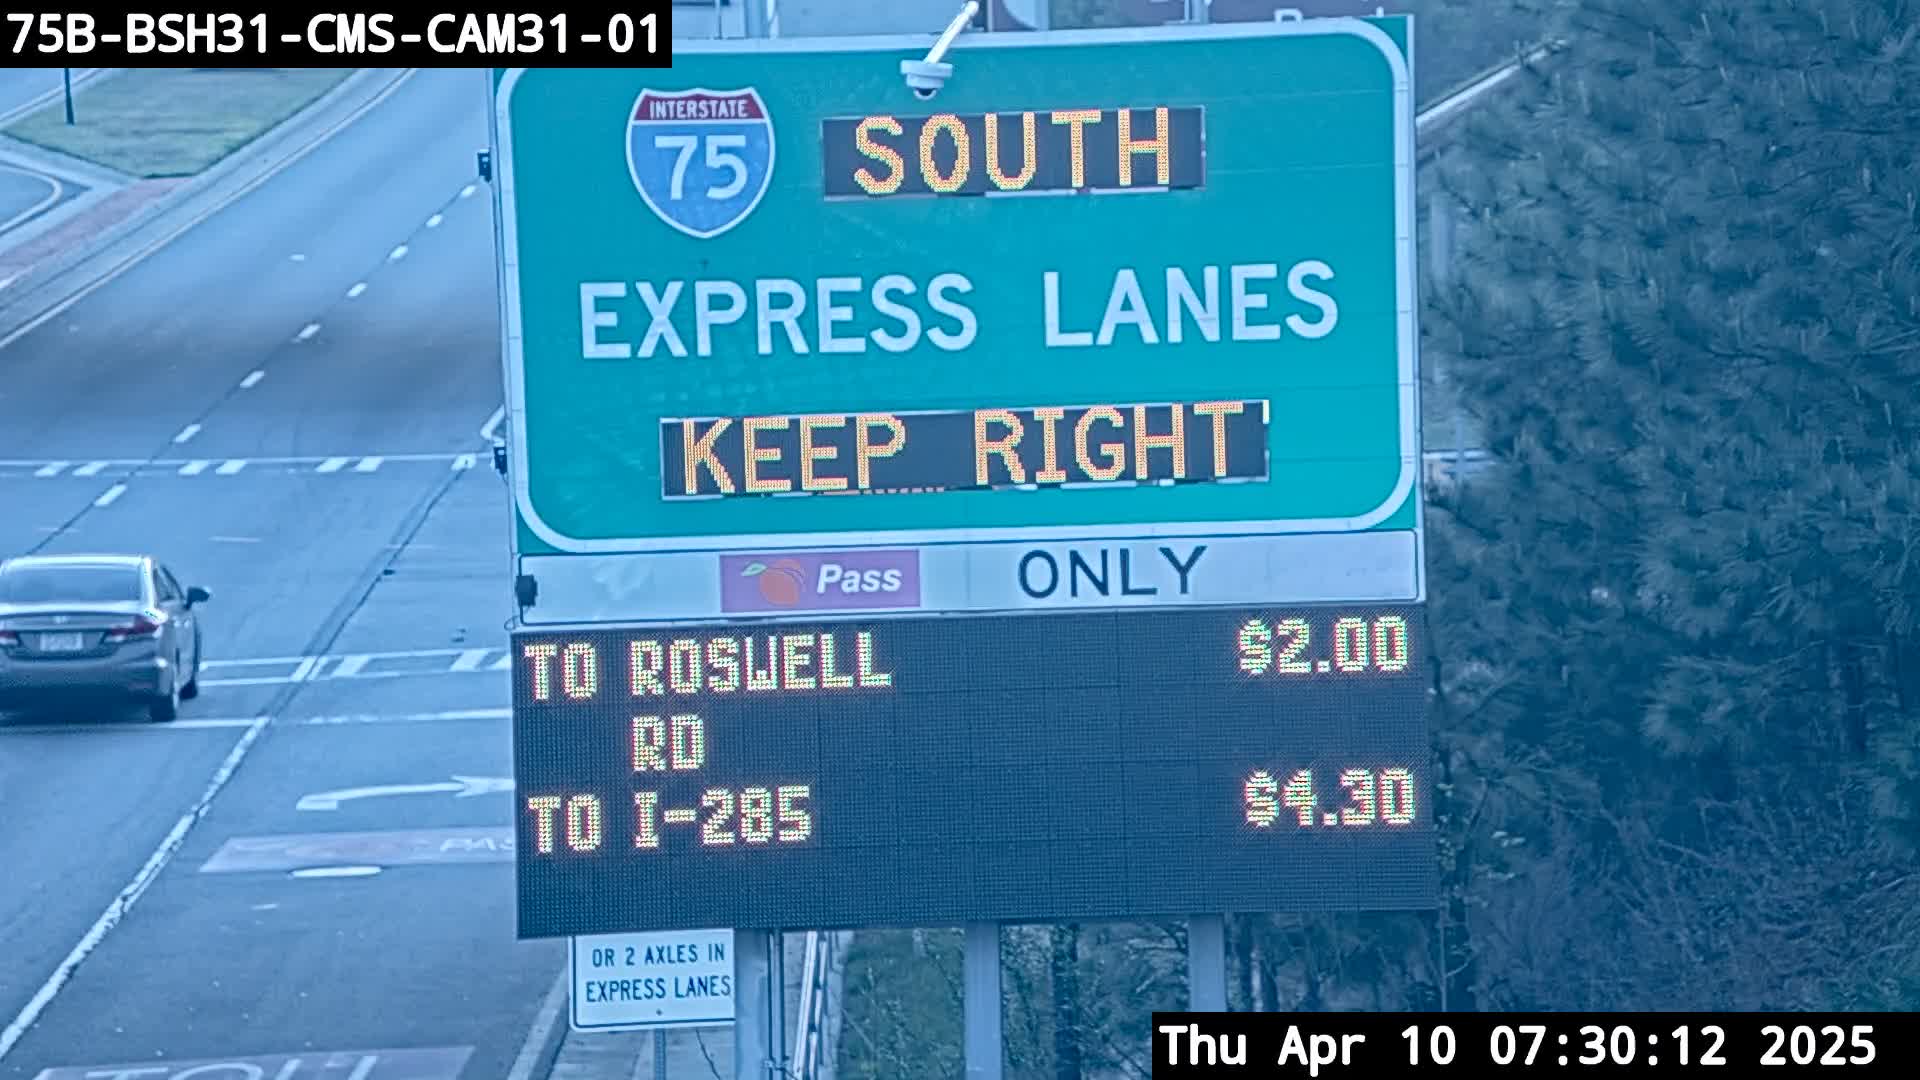 75B-BSH31-CMS-CAM31-01
INTERSTATE
75
SOUTH
EXPRESS LANES
KEEP RIGHT
Pass ONLY
TO ROSWELL $2.00
RD
TO I-285 $4.30
OR 2 AXLES IN
EXPRESS LANES
Thu Apr 10 07:30:12 2025